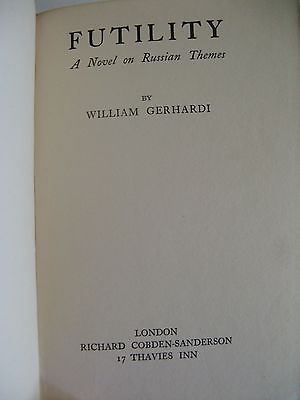 FUTILITY
A Novel on Russian Themes
BY
WILLIAM GERHARDI
LONDON
RICHARD COBDEN-SANDERSON
17 THAVIES INN